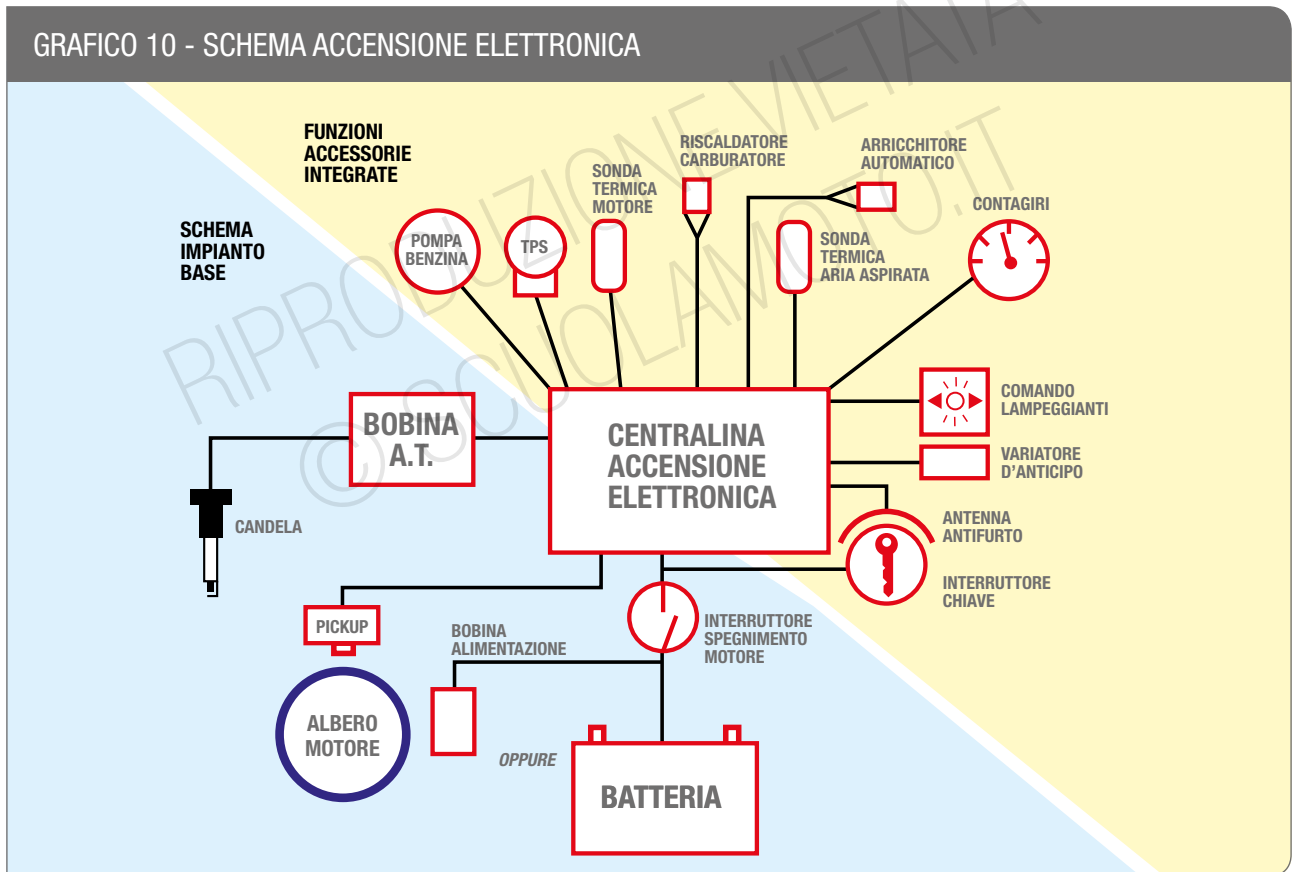 GRAFICO 10 - SCHEMA ACCENSIONE ELETTRONICA
FUNZIONI
ACCESSORIE
INTEGRATE
SCHEMA
IMPIANTO
BASE
POMPA
BENZINA
TPS
SONDA
TERMICA
MOTORE
RISCALDATORE
CARBURATORE
ARRICCHITORE
AUTOMATICO
SONDA
TERMICA
ARIA ASPIRATA
CONTAGIRI
BOBINA
A.T.
CENTRALINA
ACCENSIONE
ELETTRONICA
COMANDO
LAMPEGGIANTI
VARIATORE
D'ANTICIPO
CANDELA
ANTENNA
ANTIFURTO
INTERRUTTORE
CHIAVE
PICKUP
BOBINA
ALIMENTAZIONE
INTERRUTTORE
SPEGNIMENTO
MOTORE
ALBERO
MOTORE
OPPURE
BATTERIA
RIPRODUZIONE VIETATA
© SCUOLAMOTO.IT